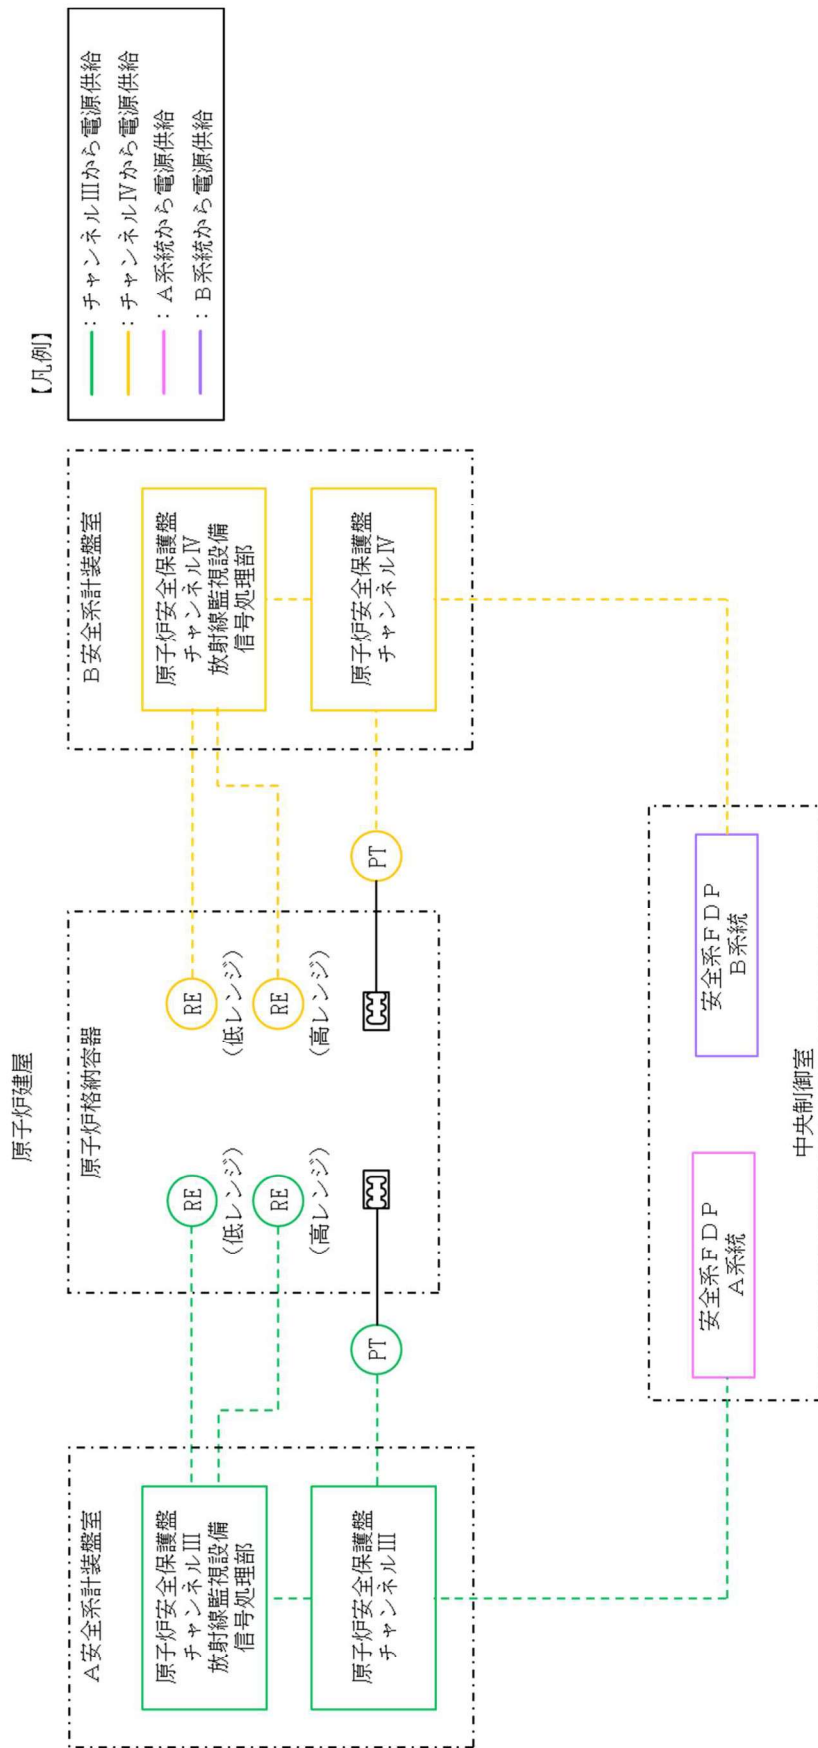 原子炉建屋
A安全系計装盤室
原子炉安全保護盤
チャンネルⅢ
放射線監視設備
信号処理部
原子炉安全保護盤
チャンネルⅢ
原子炉格納容器
RE
(低レンジ)
RE
(低レンジ)
RE
(高レンジ)
RE
(高レンジ)
PT
PT
B安全系計装盤室
原子炉安全保護盤
チャンネルⅣ
放射線監視設備
信号処理部
原子炉安全保護盤
チャンネルⅣ
安全系FDP
A系統
安全系FDP
B系統
中央制御室
【凡例】
：チャンネルⅢから電源供給
：チャンネルⅣから電源供給
：A系統から電源供給
：B系統から電源供給